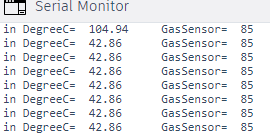 Serial Monitor
in DegreeC= 104.94 GasSensor= 85
in DegreeC= 42.86 GasSensor= 85
in DegreeC= 42.86 GasSensor= 85
in DegreeC= 42.86 GasSensor= 85
in DegreeC= 42.86 GasSensor= 85
in DegreeC= 42.86 GasSensor= 85
in DegreeC= 42.86 GasSensor= 85
in DegreeC= 42.86 GasSensor= 85